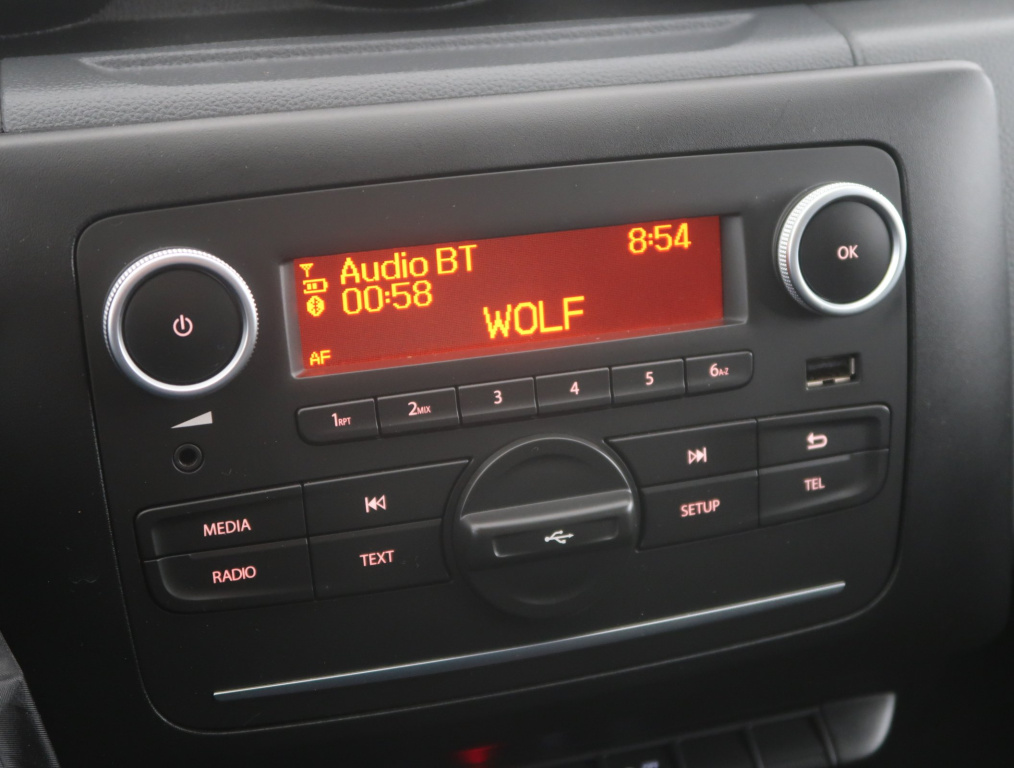 Audio BT 8:54
00:58
WOLF
AF
OK
1RPT 2MIX 3 4 5 6A-Z
MEDIA
RADIO TEXT
SETUP TEL